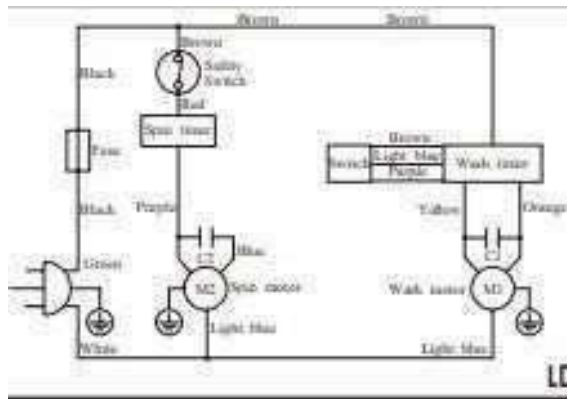 Brown
Brown
Brown
Black
Safety
Switch
Red
Spin timer
Fuse
Brown
Switch
Light blue
Wash timer
Purple
Black
Purple
Yellow
Orange
Blue
Green
M2
Spin motor
Wash motor
Light blue
White
Light blue
LD